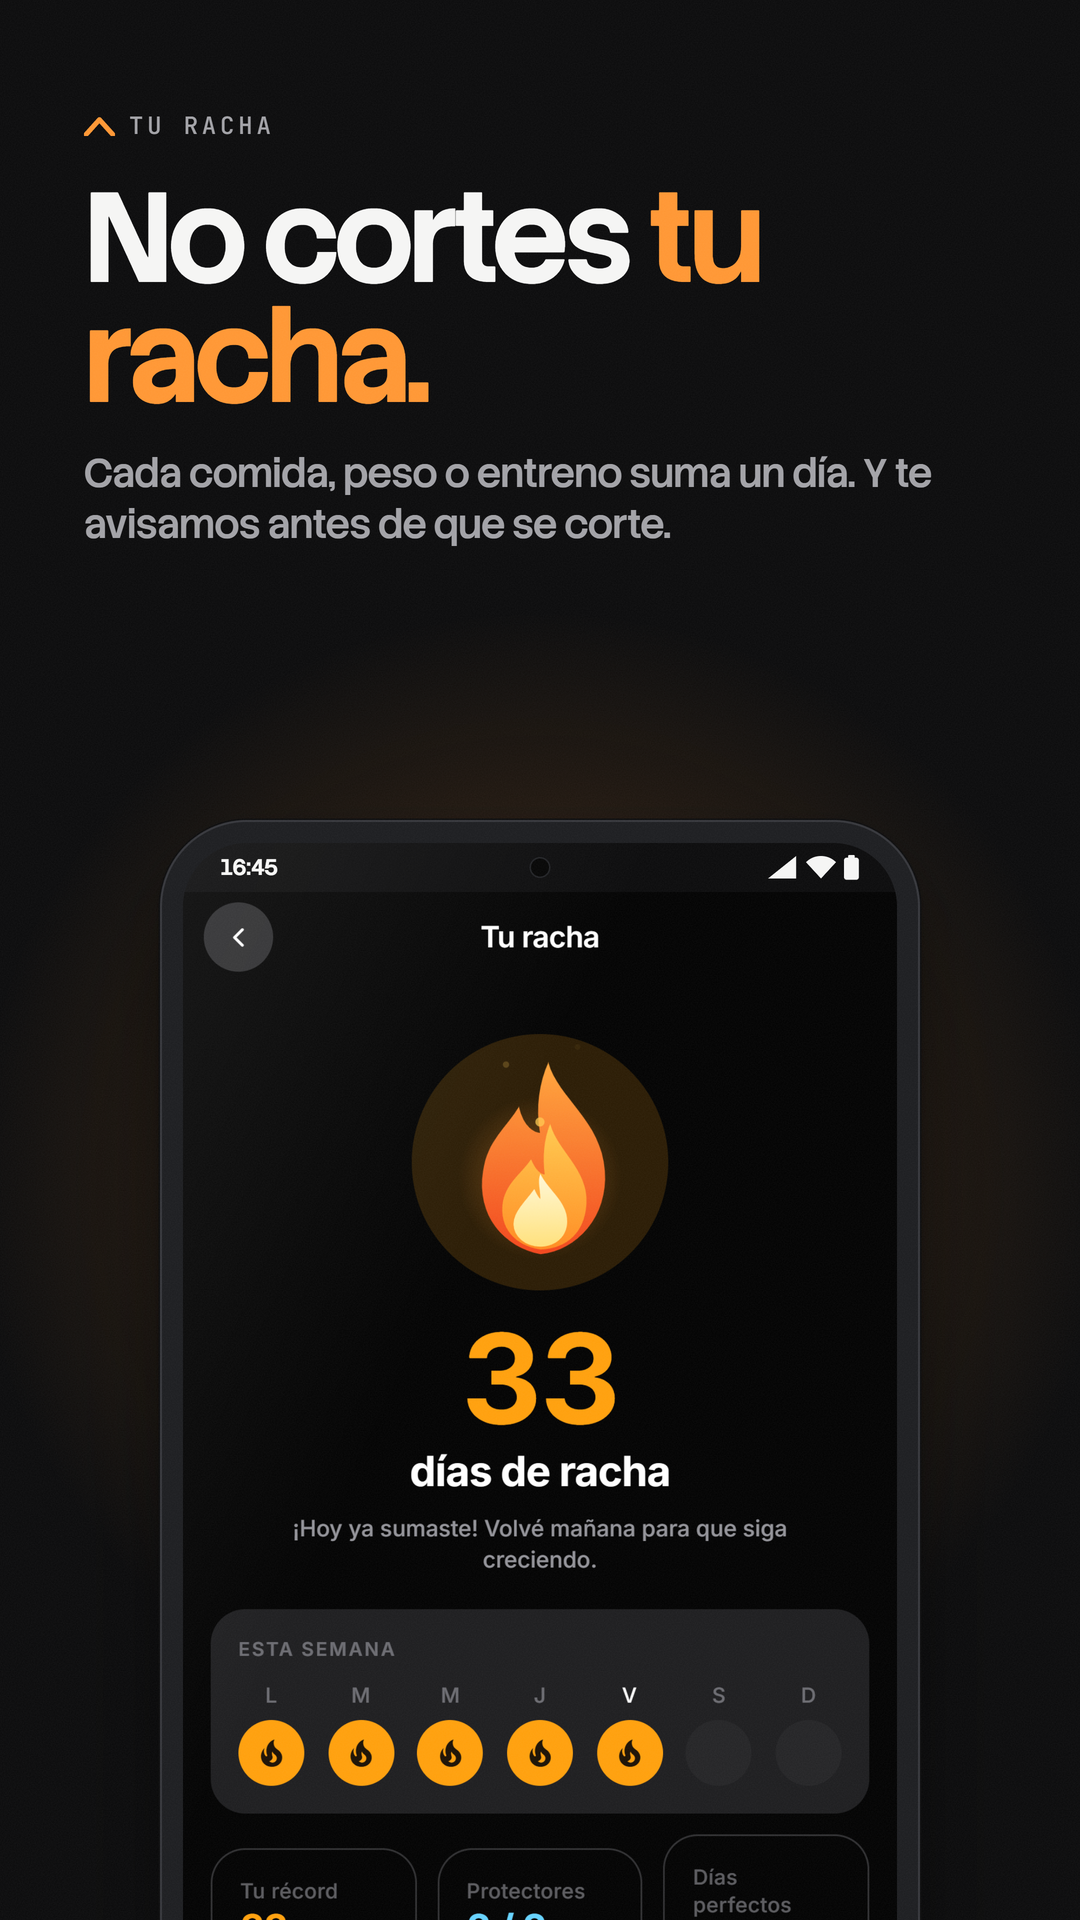 TU RACHA
No cortes tu
racha.
Cada comida, peso o entreno suma un día. Y te
avisamos antes de que se corte.
16:45
Tu racha
33
días de racha
¡Hoy ya sumaste! Volvé mañana para que siga
creciendo.
ESTA SEMANA
L M M J V S D
Tu récord
Protectores
Días
perfectos